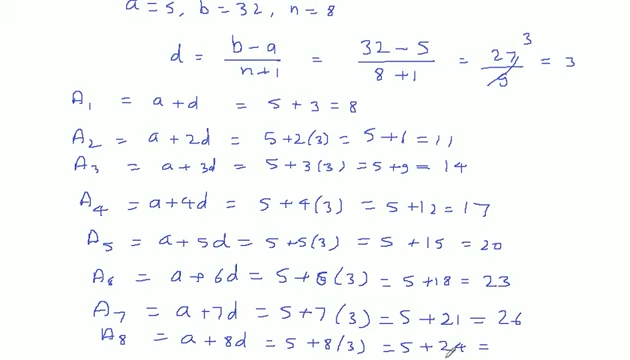 a = 5, b = 32, n = 8
d = b-a / n+1 = 32-5 / 8+1 = 27 / 9 3 = 3
A1 = a+d = 5+3 = 8
A2 = a+2d = 5+2(3) = 5+1 = 11
A3 = a+3d = 5+3(3) = 5+9 = 14
A4 = a+4d = 5+4(3) = 5+12 = 17
A5 = a+5d = 5+5(3) = 5+15 = 20
A6 = a+6d = 5+6(3) = 5+18 = 23
A7 = a+7d = 5+7(3) = 5+21 = 26
A8 = a+8d = 5+8(3) = 5+24 =